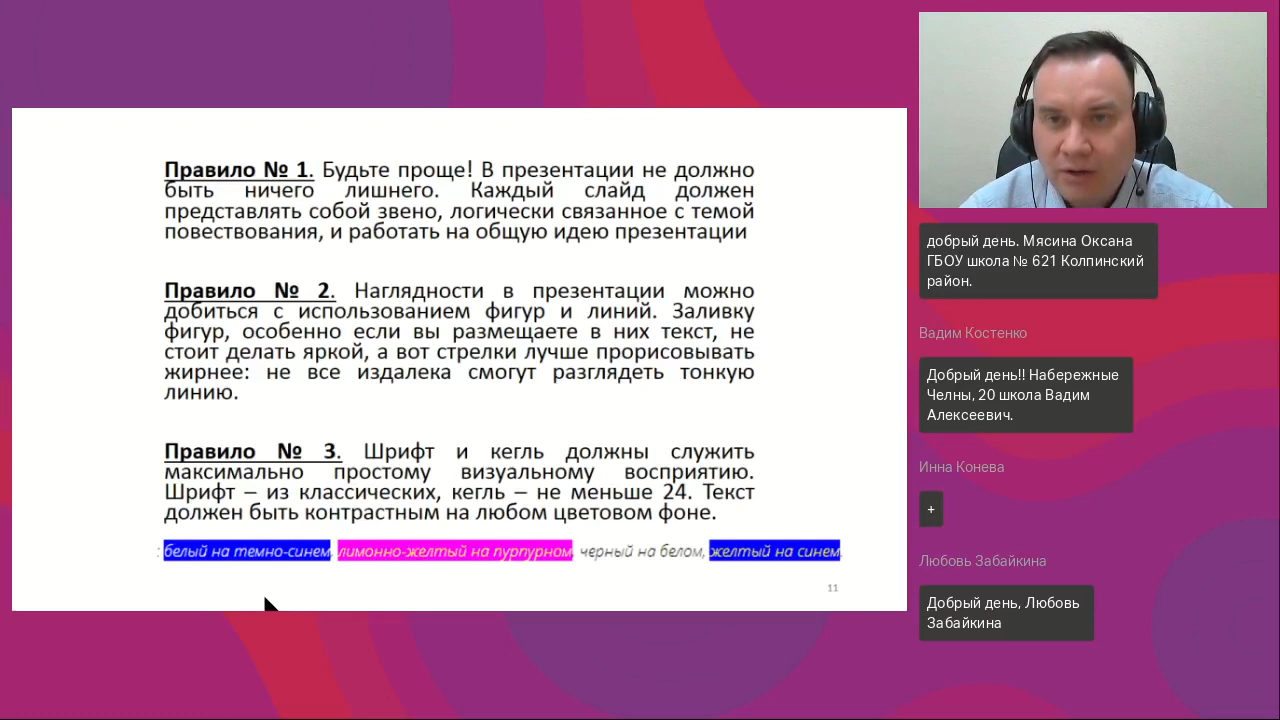 Правило № 1. Будьте проще! В презентации не должно
быть ничего лишнего. Каждый слайд должен
представлять собой звено, логически связанное с темой
повествования, и работать на общую идею презентации
Правило № 2. Наглядности в презентации можно
добиться с использованием фигур и линий. Заливку
фигур, особенно если вы размещаете в них текст, не
стоит делать яркой, а вот стрелки лучше прорисовывать
жирнее: не все издалека смогут разглядеть тонкую
линию.
Правило № 3. Шрифт и кегль должны служить
максимально простому визуальному восприятию.
Шрифт – из классических, кегль – не меньше 24. Текст
должен быть контрастным на любом цветовом фоне.
: белый на темно-синем, лимонно-желтый на пурпурном, черный на белом, желтый на синем.
11
добрый день. Мясина Оксана
ГБОУ школа № 621 Колпинский
район.
Вадим Костенко
Добрый день!! Набережные
Челны, 20 школа Вадим
Алексеевич.
Инна Конева
+
Любовь Забайкина
Добрый день, Любовь
Забайкина